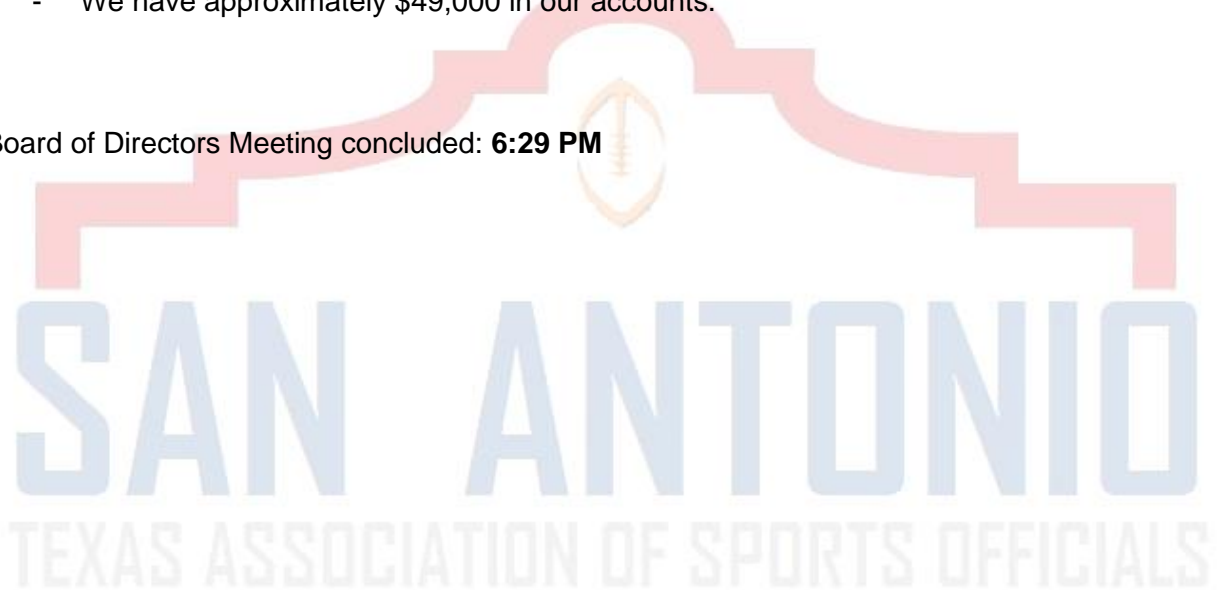 - We have approximately $49,000 in our accounts.
Board of Directors Meeting concluded: 6:29 PM
SAN ANTONIO
TEXAS ASSOCIATION OF SPORTS OFFICIALS